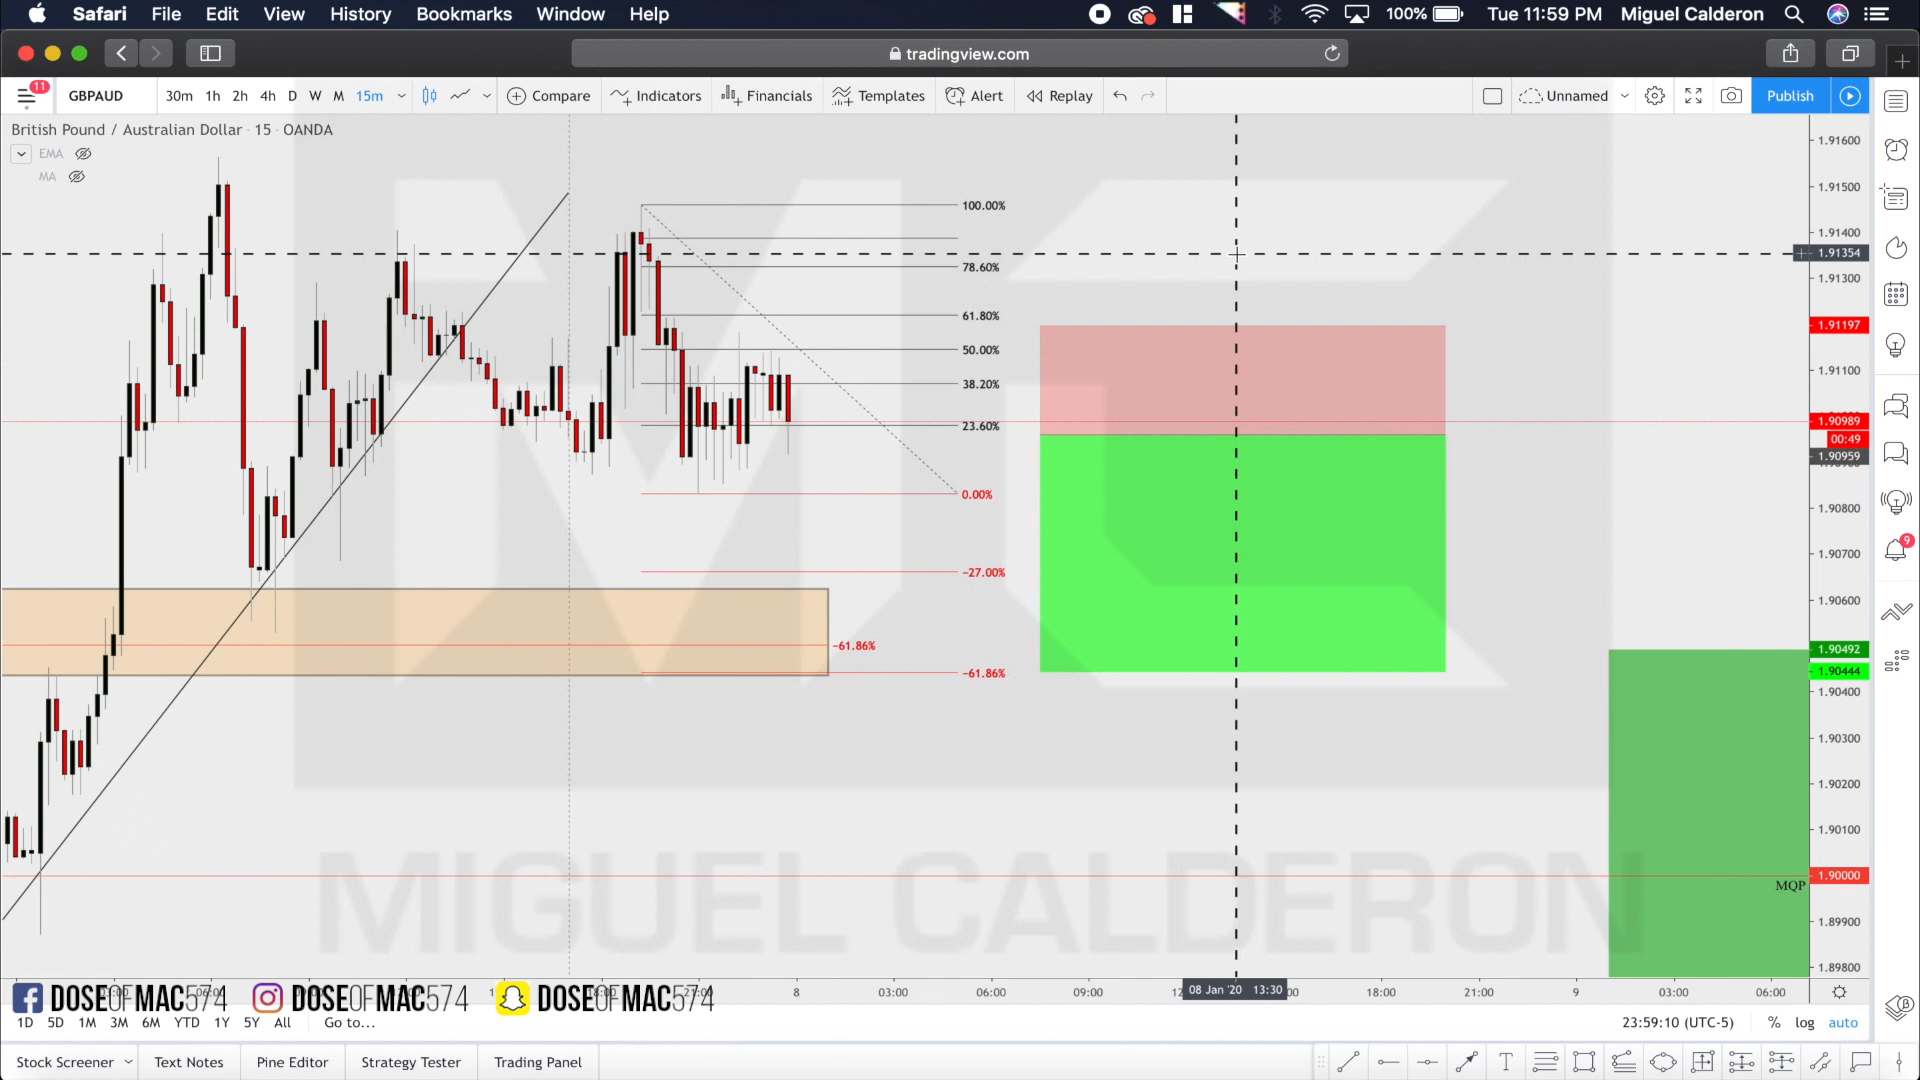 Safari File Edit View History Bookmarks Window Help 100% Tue 11:59 PM Miguel Calderon
tradingview.com
11 GBPAUD 30m 1h 2h 4h D W M 15m Compare Indicators Financials Templates Alert Replay Unnamed Publish
British Pound / Australian Dollar · 15 · OANDA
EMA
MA
100.00%
78.60%
61.80%
50.00%
38.20%
23.60%
0.00%
-27.00%
-61.86%
-61.86%
1.91600
1.91500
1.91400
1.91354
1.91300
1.91197
1.91100
1.90989
00:49
1.90959
1.90800
1.90700
1.90600
1.90492
1.90444
1.90400
1.90300
1.90200
1.90100
1.90000
MQP
1.89900
1.89800
9
MC
MIGUEL CALDERON
8 03:00 06:00 09:00 08 Jan '20 13:30 18:00 21:00 9 03:00 06:00
DOSEOFMAC574 DOSEOFMAC574 DOSEOFMAC574
1D 5D 1M 3M 6M YTD 1Y 5Y All Go to... 23:59:10 (UTC-5) % log auto
Stock Screener Text Notes Pine Editor Strategy Tester Trading Panel